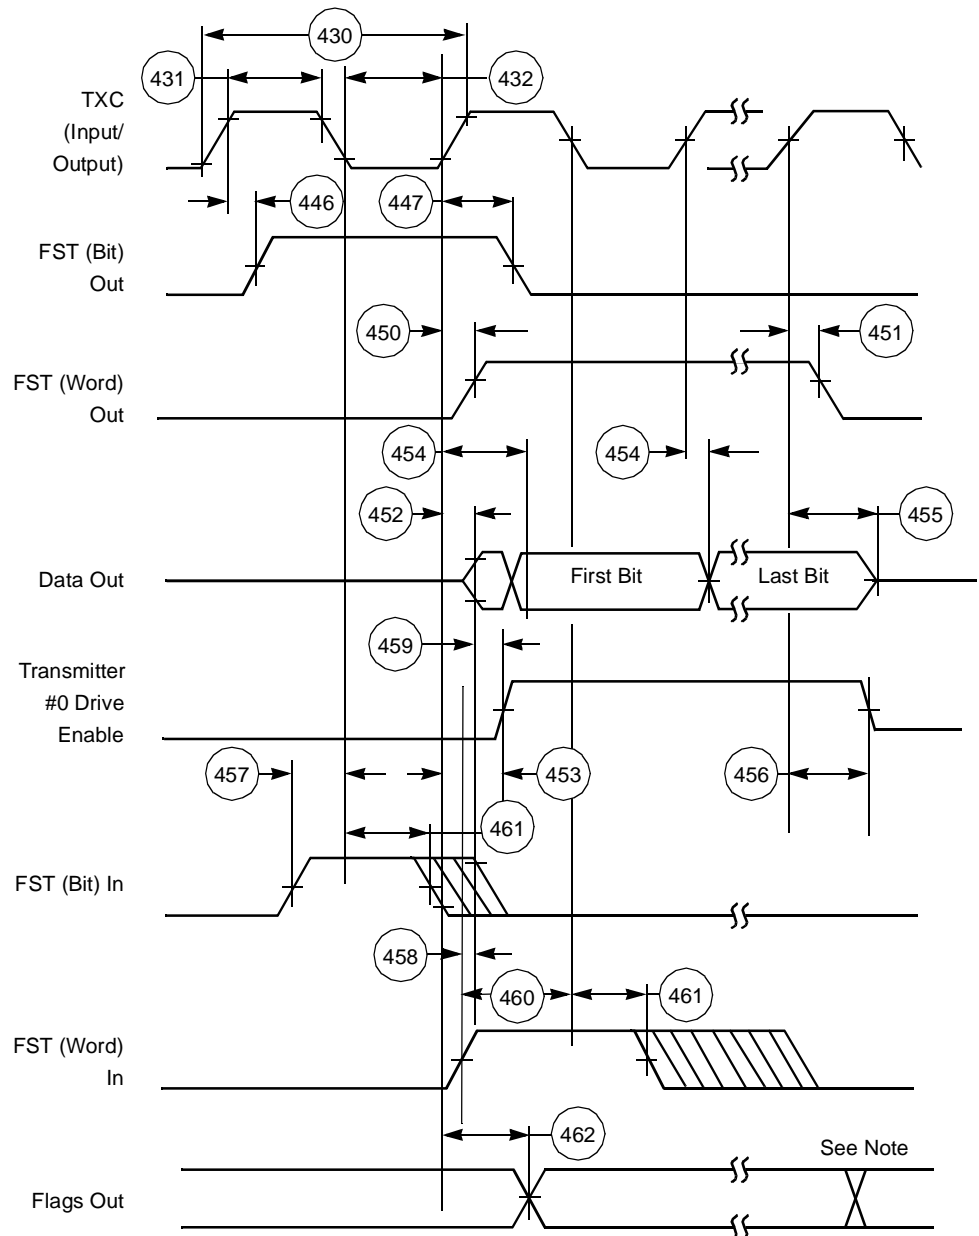 430
431
432
TXC
(Input/
Output)
446
447
FST (Bit)
Out
450
451
FST (Word)
Out
454
454
452
455
Data Out
First Bit
Last Bit
459
Transmitter
#0 Drive
Enable
457
453
456
461
FST (Bit) In
458
460
461
FST (Word)
In
462
See Note
Flags Out